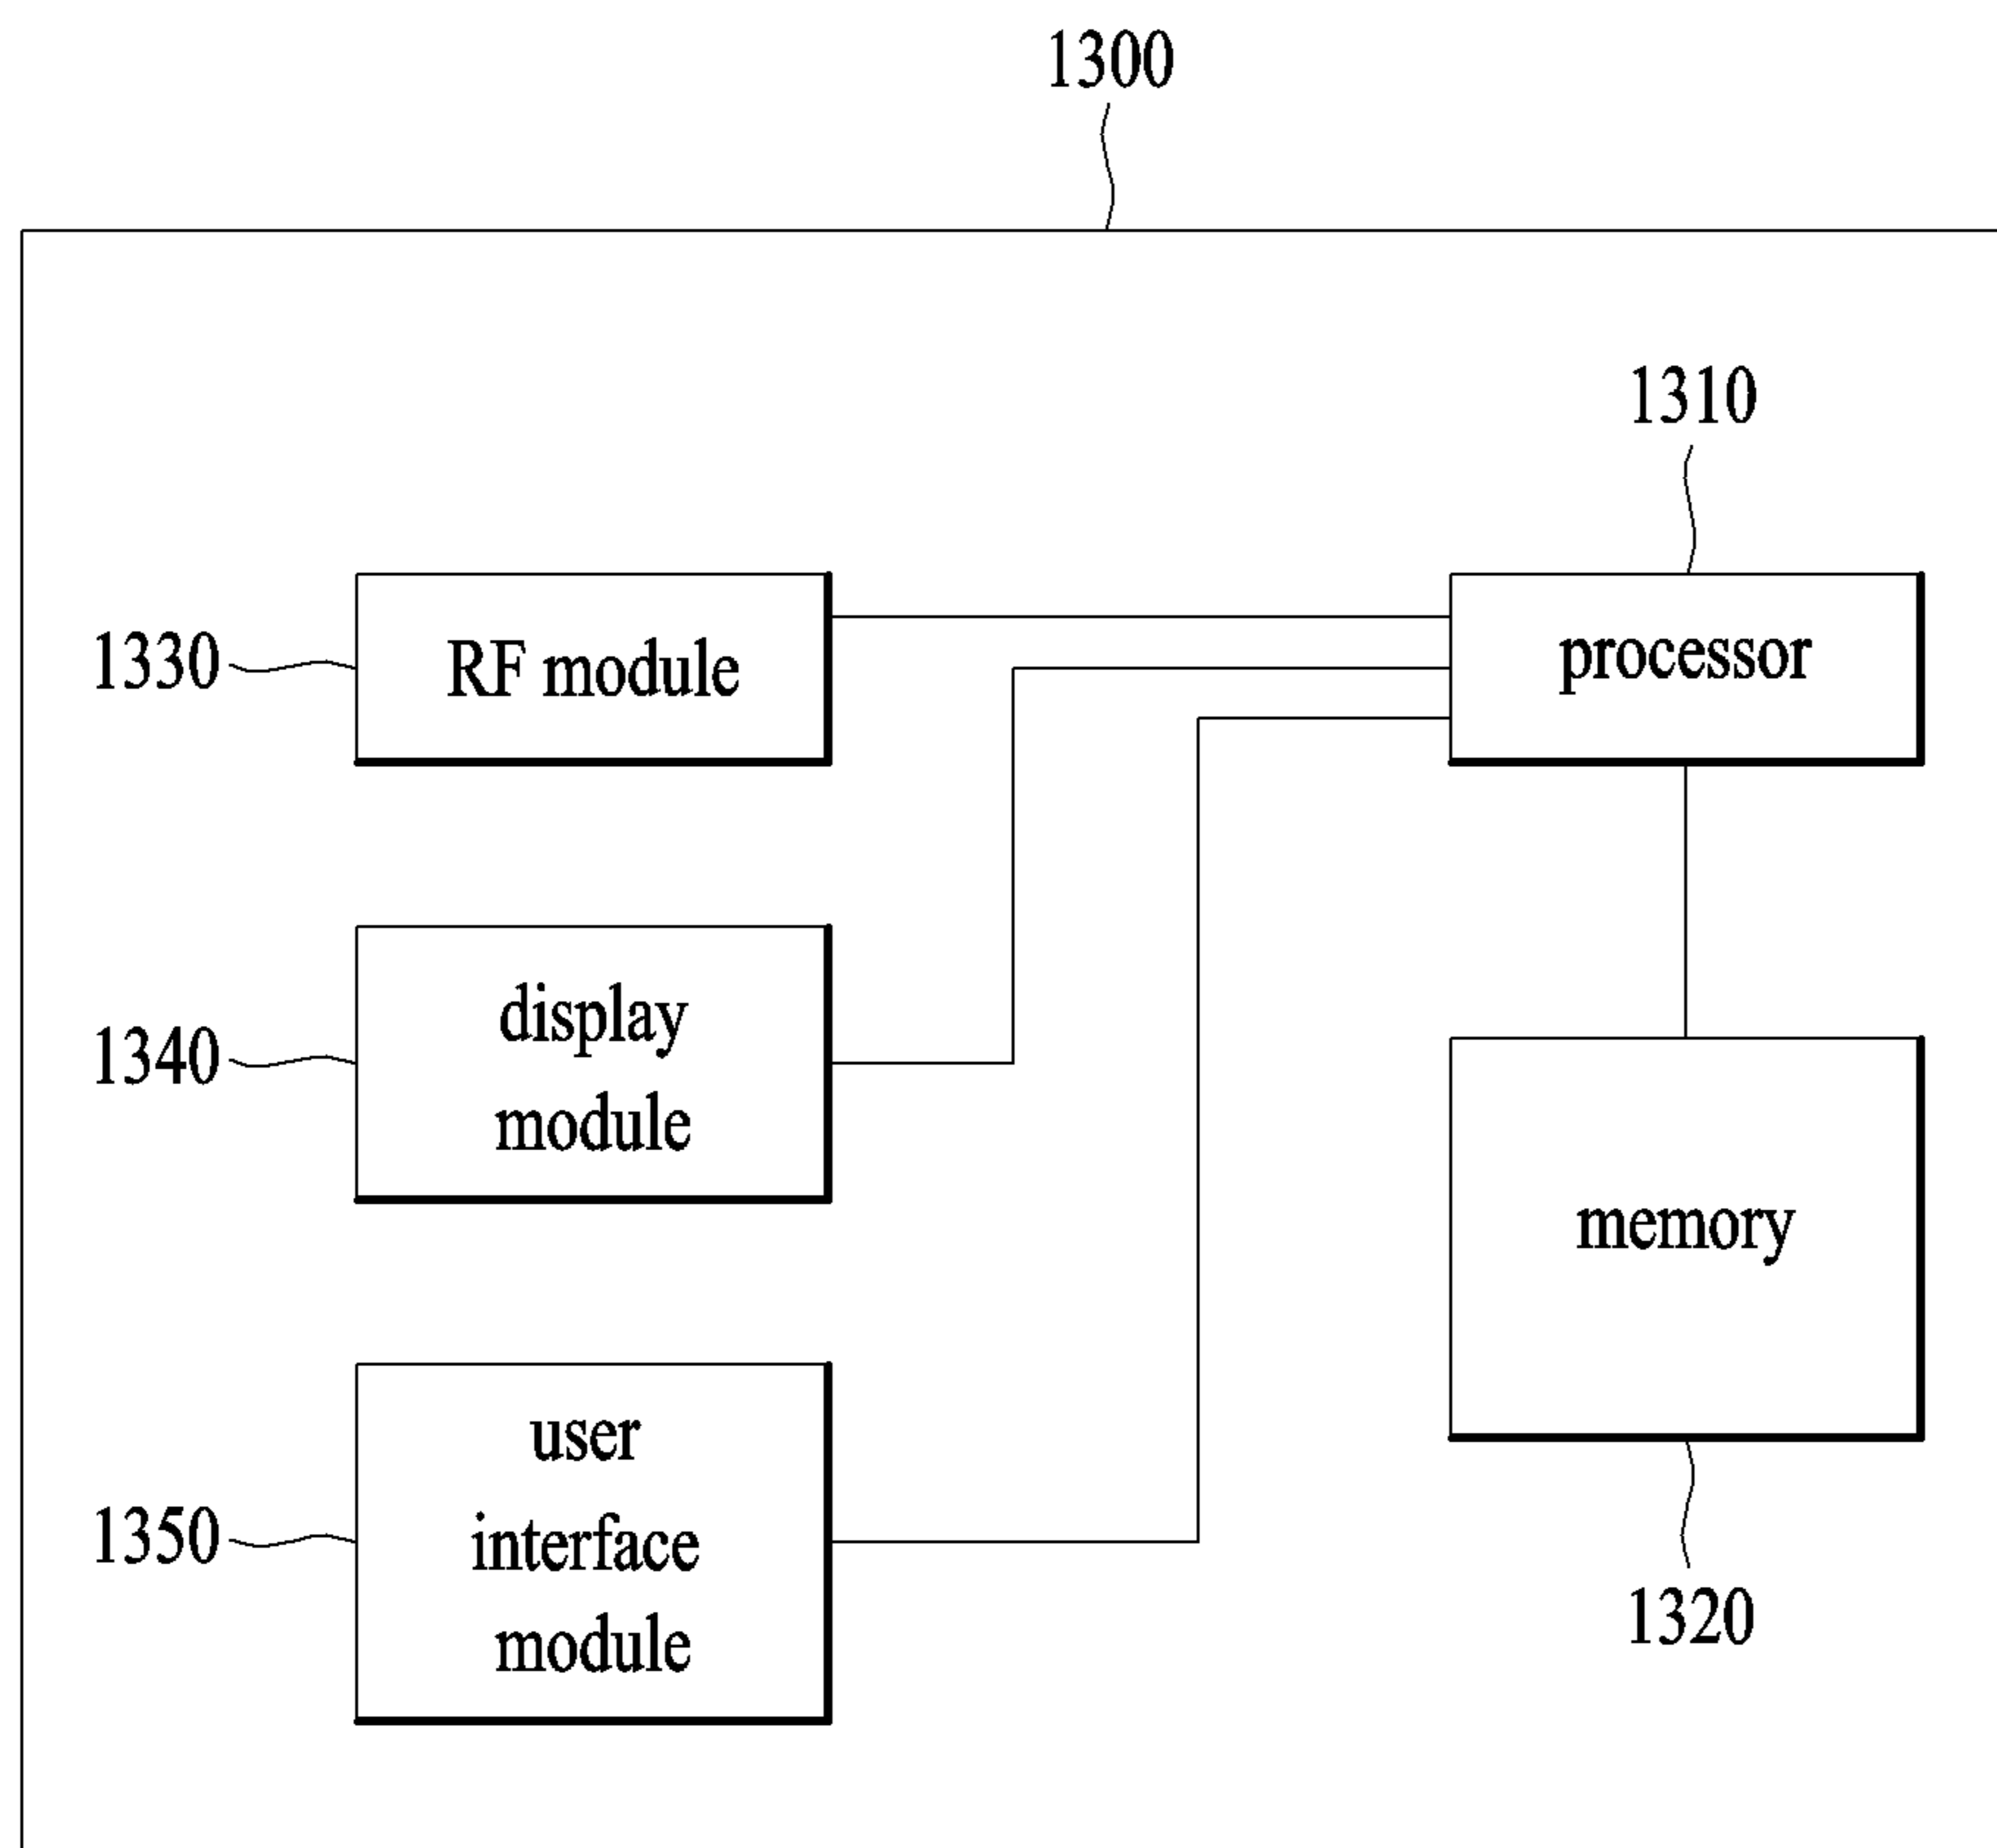 1300
1310
1330
RF module
processor
1340
display
module
memory
1350
user
interface
module
1320